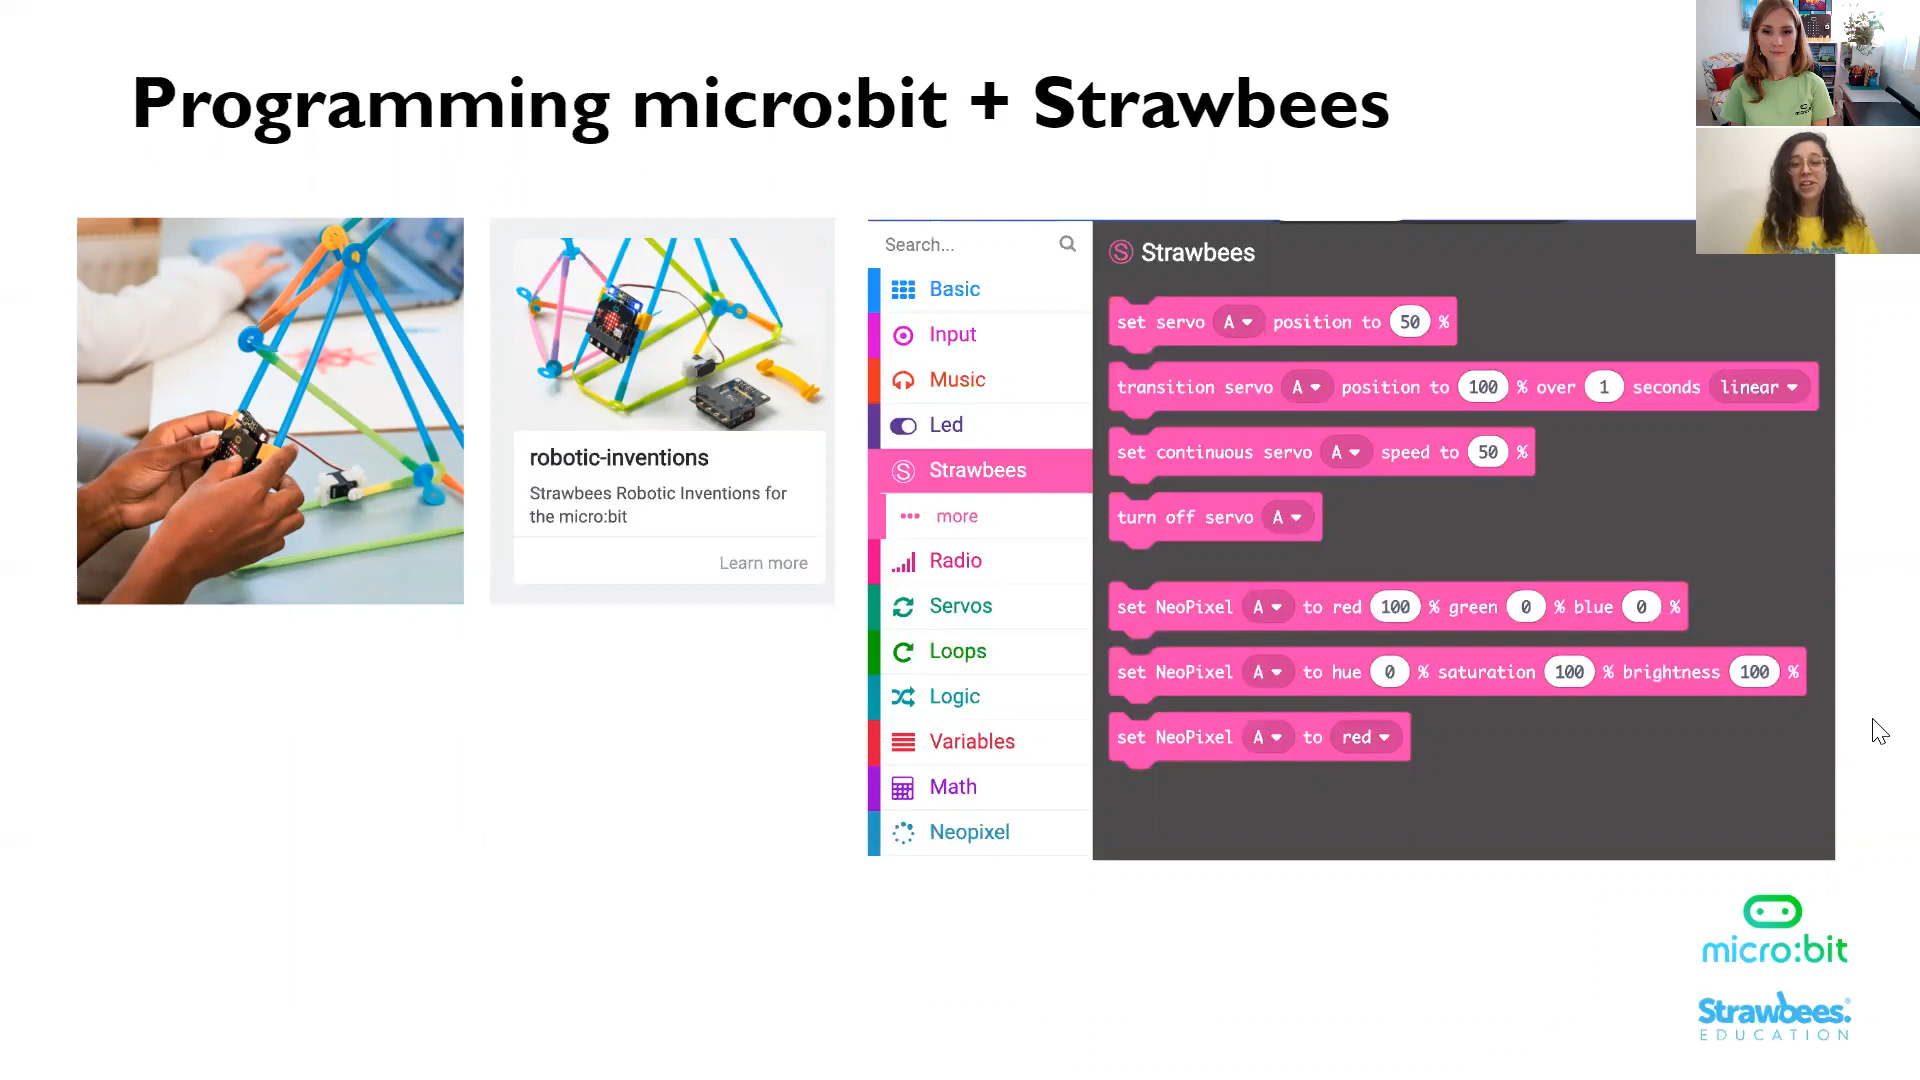 Programming micro:bit + Strawbees
robotic-inventions
Strawbees Robotic Inventions for
the micro:bit
Learn more
Search...
Basic
Input
Music
Led
Strawbees
more
Radio
Servos
Loops
Logic
Variables
Math
Neopixel
Strawbees
set servo A position to 50 %
transition servo A position to 100 % over 1 seconds linear
set continuous servo A speed to 50 %
turn off servo A
set NeoPixel A to red 100 % green 0 % blue 0 %
set NeoPixel A to hue 0 % saturation 100 % brightness 100 %
set NeoPixel A to red
micro:bit
Strawbees®
EDUCATION